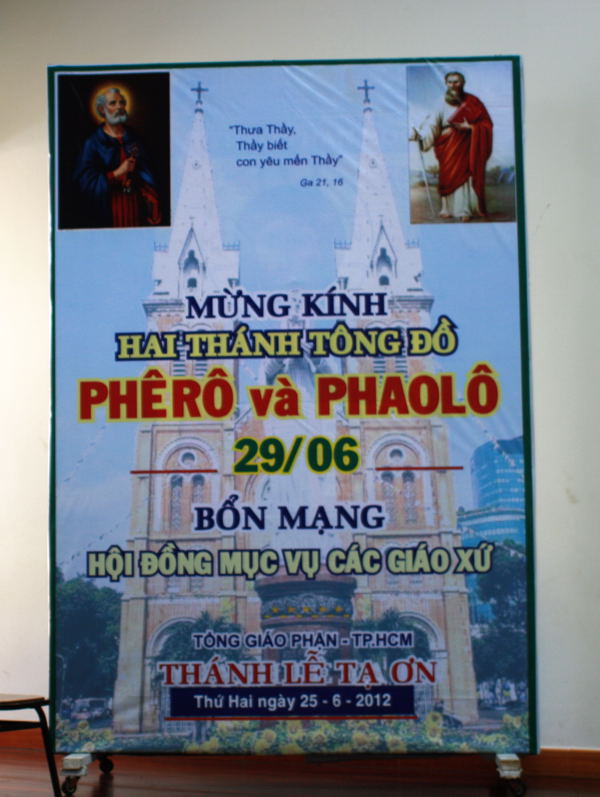 "Thưa Thầy,
Thầy biết
con yêu mến Thầy"
Ga 21, 16
MỪNG KÍNH
HAI THÁNH TÔNG ĐỒ
PHÊRÔ và PHAOLÔ
29/06
BỔN MẠNG
HỘI ĐỒNG MỤC VỤ CÁC GIÁO XỨ
TỔNG GIÁO PHẬN - TP.HCM
THÁNH LỄ TẠ ƠN
Thứ Hai ngày 25 - 6 - 2012